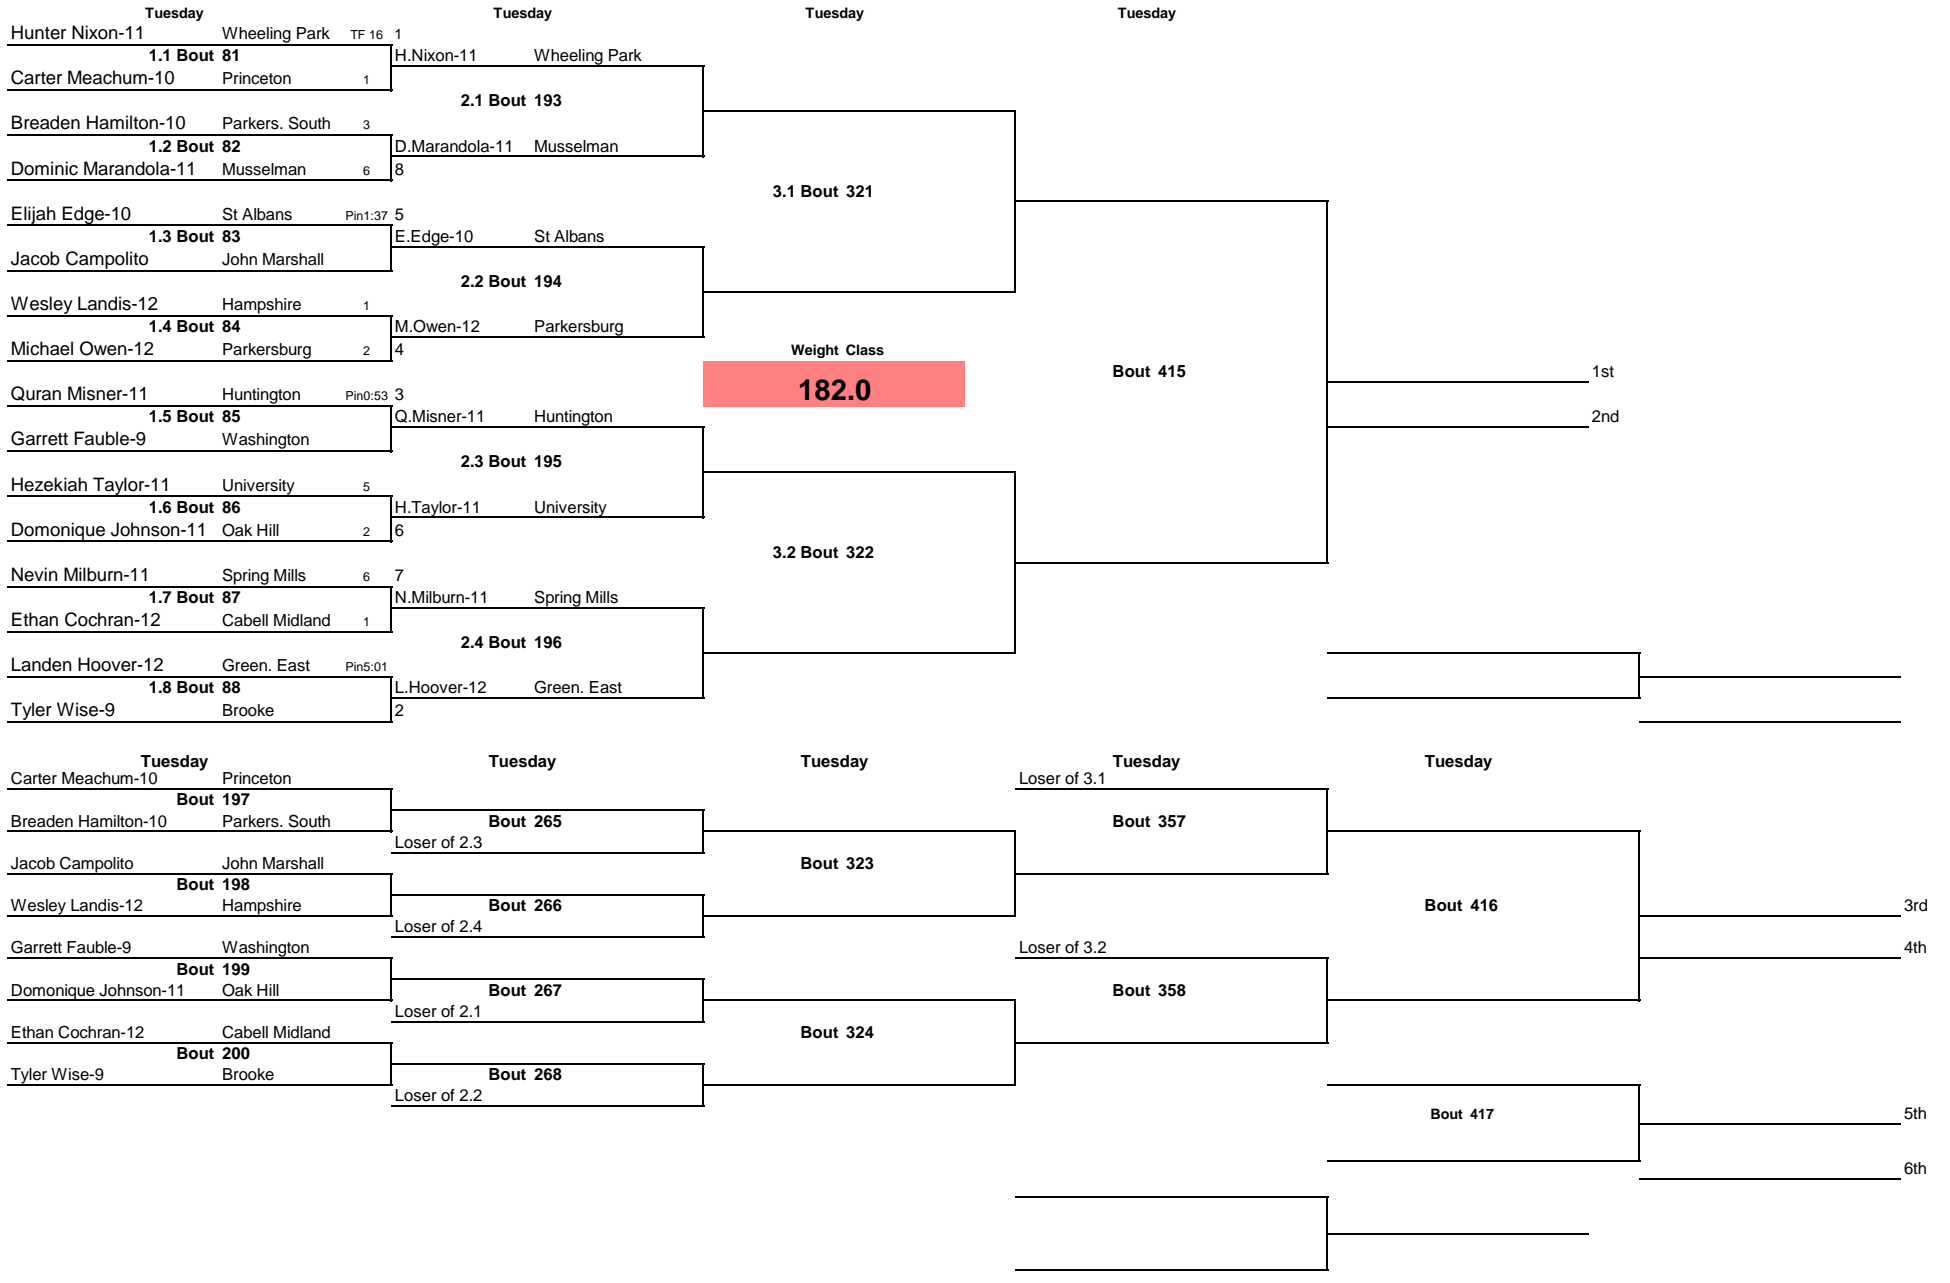 Tuesday Tuesday Tuesday Tuesday
Hunter Nixon-11 Wheeling Park TF 16 1
1.1 Bout 81 H.Nixon-11 Wheeling Park
Carter Meachum-10 Princeton 1
2.1 Bout 193
Breaden Hamilton-10 Parkers. South 3
1.2 Bout 82 D.Marandola-11 Musselman
Dominic Marandola-11 Musselman 6 8
3.1 Bout 321
Elijah Edge-10 St Albans Pin1:37 5
1.3 Bout 83 E.Edge-10 St Albans
Jacob Campolito John Marshall
2.2 Bout 194
Wesley Landis-12 Hampshire 1
1.4 Bout 84 M.Owen-12 Parkersburg
Michael Owen-12 Parkersburg 2 4 Weight Class
Bout 415 1st
Quran Misner-11 Huntington Pin0:53 3 182.0
1.5 Bout 85 Q.Misner-11 Huntington 2nd
Garrett Fauble-9 Washington
2.3 Bout 195
Hezekiah Taylor-11 University 5
1.6 Bout 86 H.Taylor-11 University
Domonique Johnson-11 Oak Hill 2 6
3.2 Bout 322
Nevin Milburn-11 Spring Mills 6 7
1.7 Bout 87 N.Milburn-11 Spring Mills
Ethan Cochran-12 Cabell Midland 1
2.4 Bout 196
Landen Hoover-12 Green. East Pin5:01
1.8 Bout 88 L.Hoover-12 Green. East
Tyler Wise-9 Brooke 2
Tuesday Tuesday Tuesday Tuesday Tuesday
Carter Meachum-10 Princeton Loser of 3.1
Bout 197
Breaden Hamilton-10 Parkers. South Bout 265 Bout 357
Loser of 2.3
Jacob Campolito John Marshall Bout 323
Bout 198
Wesley Landis-12 Hampshire Bout 266 Bout 416 3rd
Loser of 2.4
Garrett Fauble-9 Washington Loser of 3.2 4th
Bout 199
Domonique Johnson-11 Oak Hill Bout 267 Bout 358
Loser of 2.1
Ethan Cochran-12 Cabell Midland Bout 324
Bout 200
Tyler Wise-9 Brooke Bout 268
Loser of 2.2
Bout 417 5th
6th